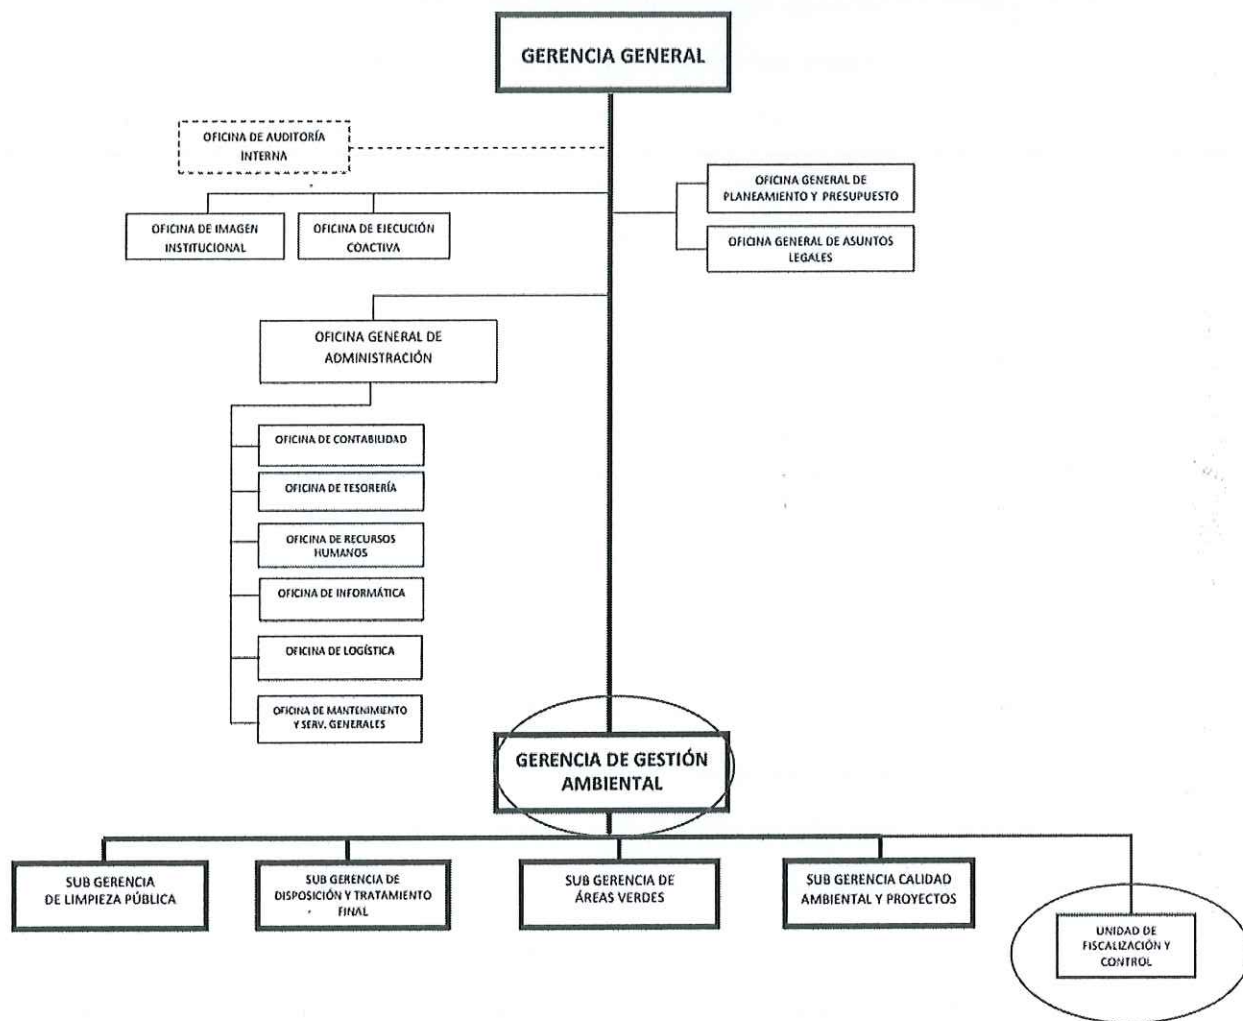 GERENCIA GENERAL
OFICINA DE AUDITORÍA
INTERNA
OFICINA GENERAL DE
PLANEAMIENTO Y PRESUPUESTO
OFICINA DE IMAGEN
INSTITUCIONAL
OFICINA DE EJECUCIÓN
COACTIVA
OFICINA GENERAL DE ASUNTOS
LEGALES
OFICINA GENERAL DE
ADMINISTRACIÓN
OFICINA DE CONTABILIDAD
OFICINA DE TESORERÍA
OFICINA DE RECURSOS
HUMANOS
OFICINA DE INFORMÁTICA
OFICINA DE LOGÍSTICA
OFICINA DE MANTENIMIENTO
Y SERV. GENERALES
GERENCIA DE GESTIÓN
AMBIENTAL
SUB GERENCIA
DE LIMPIEZA PÚBLICA
SUB GERENCIA DE
DISPOSICIÓN Y TRATAMIENTO
FINAL
SUB GERENCIA DE
ÁREAS VERDES
SUB GERENCIA CALIDAD
AMBIENTAL Y PROYECTOS
UNIDAD DE
FISCALIZACIÓN Y
CONTROL